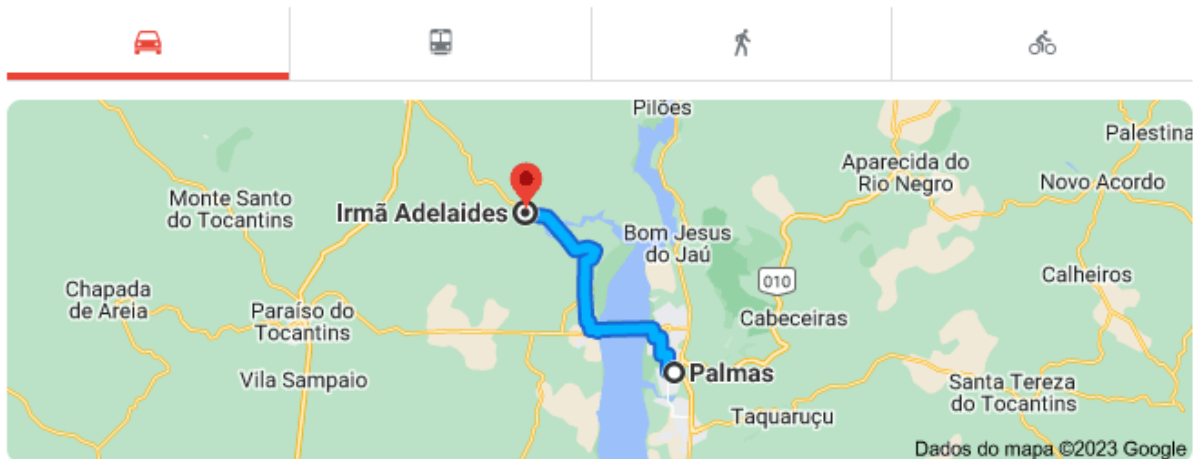 Pilões
Palestina
Aparecida do
Rio Negro
Novo Acordo
Monte Santo
do Tocantins
Irmã Adelaides
Bom Jesus
do Jaú
010
Calheiros
Chapada
de Areia
Paraíso do
Tocantins
Cabeceiras
Vila Sampaio
Palmas
Santa Tereza
do Tocantins
Taquaruçu
Dados do mapa ©2023 Google